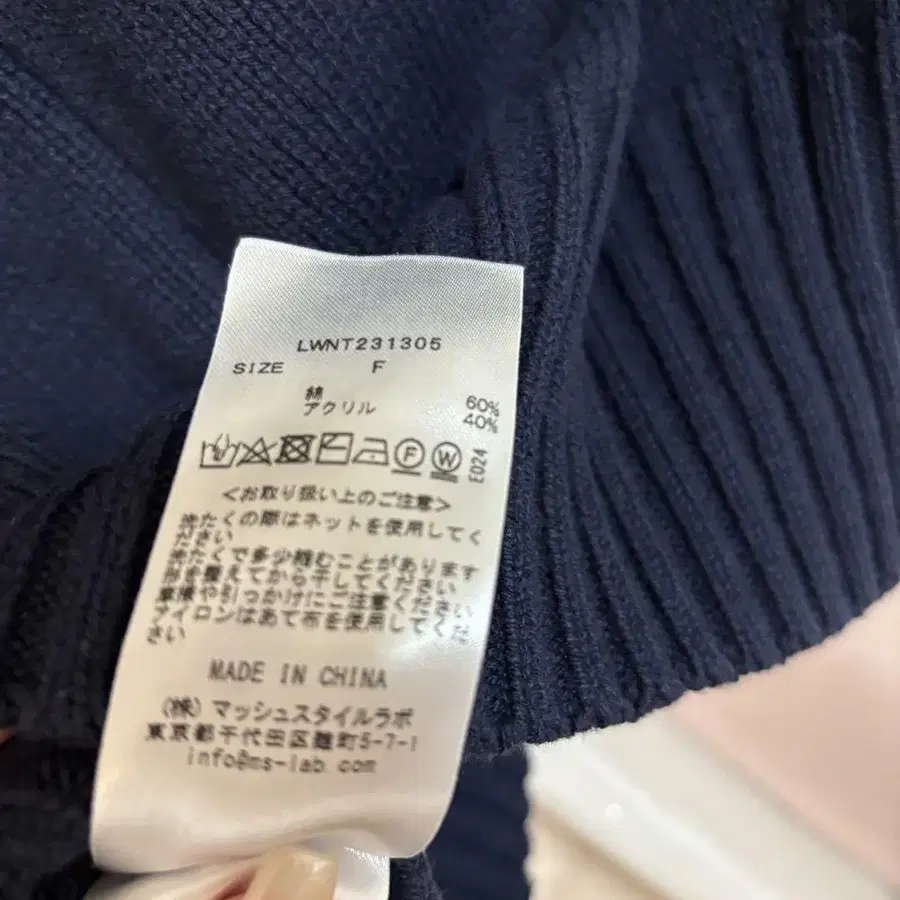 LWNT231305
SIZE F
綿 60%
アクリル 40%
F W E024
<お取り扱い上のご注意>
洗たくの際はネットを使用してく
ださい
洗たくで多少縮むことがあります
形を整えてから干してください
摩擦や引っかけにご注意ください
アイロンはあて布を使用してくだ
さい
MADE IN CHINA
(株)マッシュスタイルラボ
東京都千代田区麹町5-7-1
info@ms-lab.com